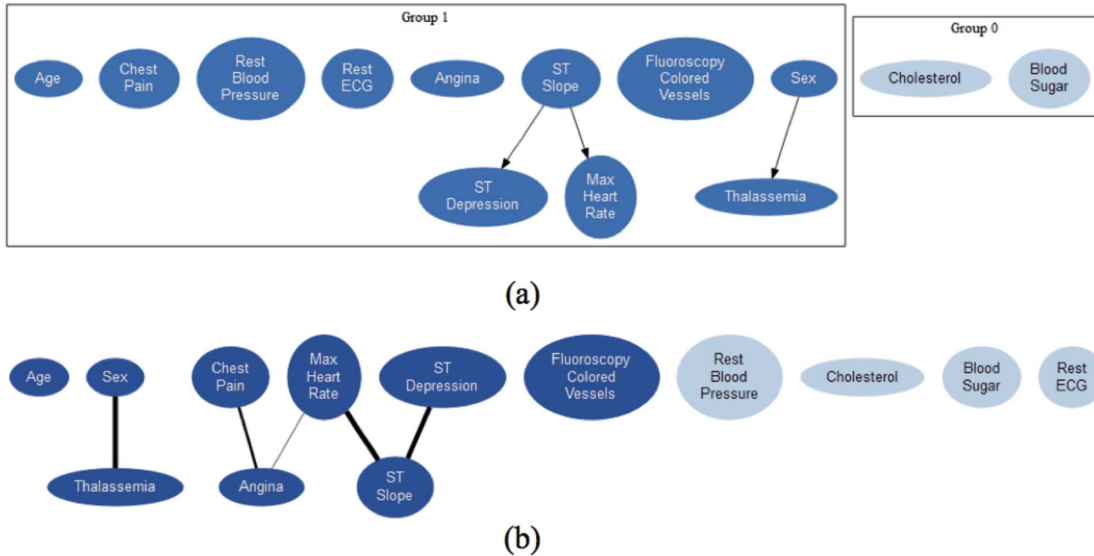 Group 1
Group 0
Age
Chest
Pain
Rest
Blood
Pressure
Rest
ECG
Angina
ST
Slope
Fluoroscopy
Colored
Vessels
Sex
Cholesterol
Blood
Sugar
ST
Depression
Max
Heart
Rate
Thalassemia
(a)
Age
Sex
Chest
Pain
Max
Heart
Rate
ST
Depression
Fluoroscopy
Colored
Vessels
Rest
Blood
Pressure
Cholesterol
Blood
Sugar
Rest
ECG
Thalassemia
Angina
ST
Slope
(b)